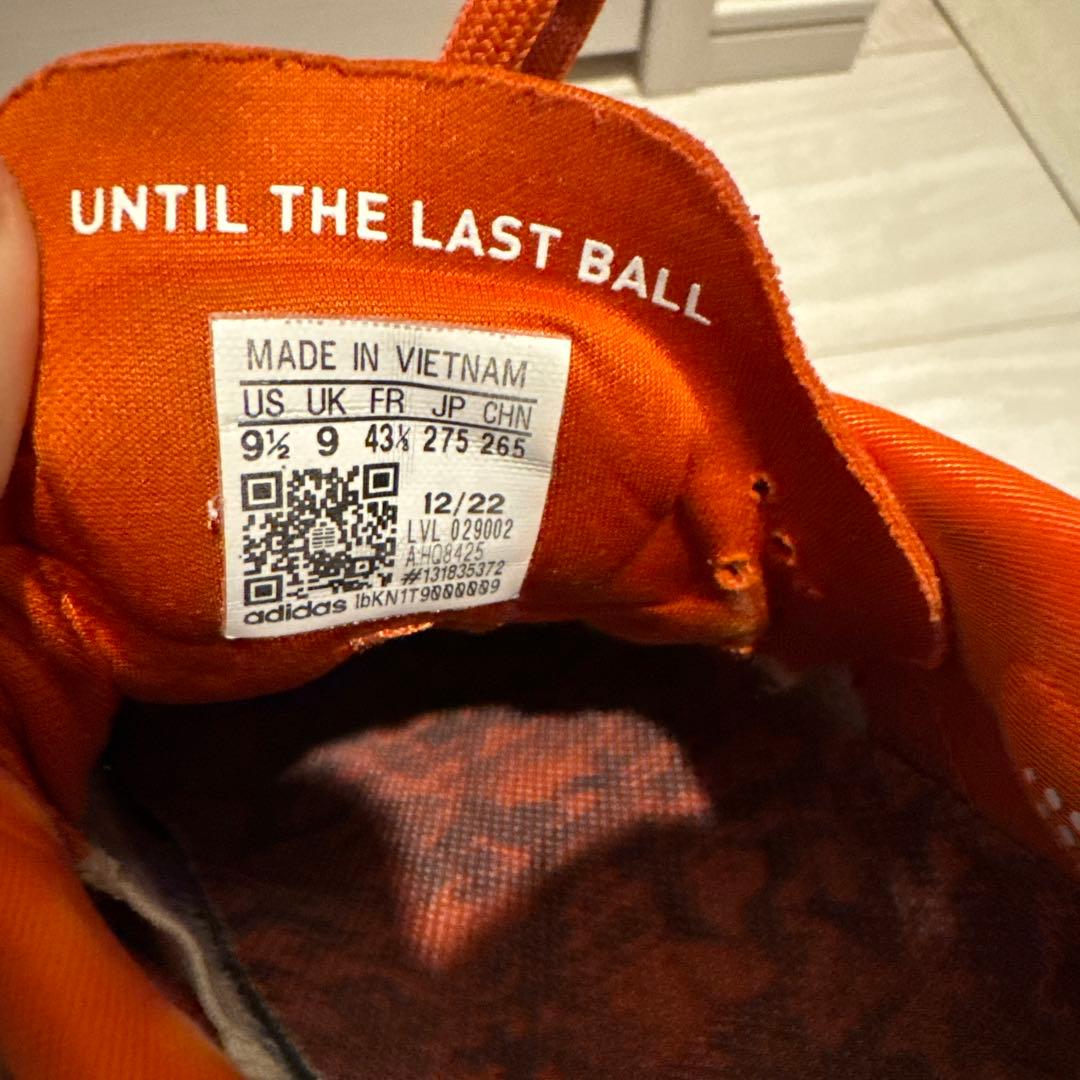 UNTIL THE LAST BALL
MADE IN VIETNAM
US UK FR JP CHN
9½ 9 43⅓ 275 265
12/22
LVL 029002
A:HQ8425
#131835372
adidas IbKN1T9000009